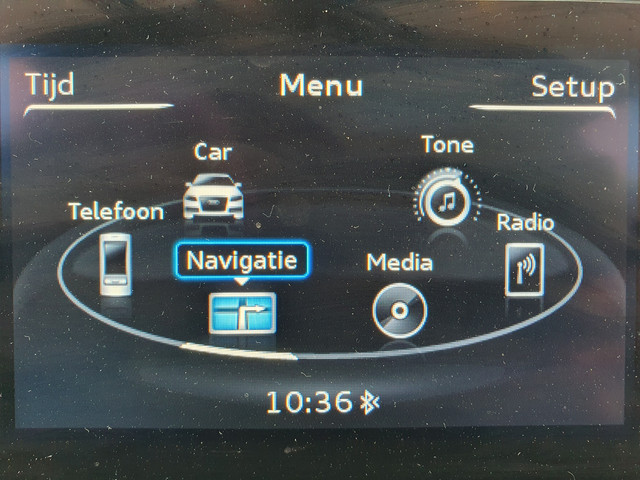 Tijd Menu Setup
Car
Tone
Telefoon
Radio
Navigatie
Media
10:36